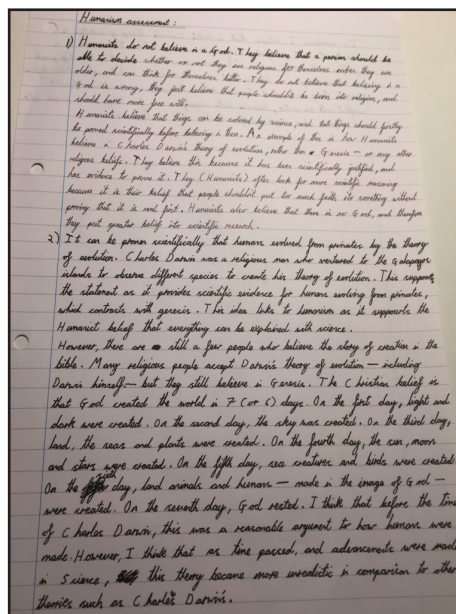 Humanism assessment:
1) Humanists do not believe in a God. They believe that a person should be
able to decide whether or not they are religious for themselves when they are
older, and can think for themselves better. They do not believe that believing in a
God is wrong, they just believe that people shouldn't be born into religion, and
should have more free will.
Humanists believe that things can be solved by science, and that things should firstly
be proved scientifically before believing in them. An example of this is how Humanists
believe in Charles Darwin's theory of evolution, rather than Genesis - or any other
religious beliefs. They believe this because it has been scientifically justified, and
has evidence to prove it. They (Humanists) often look for more scientific reasoning
because it is their belief that people shouldn't put too much faith into something without
proving that it is real first. Humanists also believe that there is no God, and therefore
they put greater belief into scientific research.
2) It can be proven scientifically that humans evolved from primates by the theory
of evolution. Charles Darwin was a religious man who ventured to the Galapagos
islands to observe different species to create his theory of evolution. This supports
the statement as it provides scientific evidence for humans evolving from primates,
which contrasts with genesis. This idea links to humanism as it supports the
Humanist belief that everything can be explained with science.
However, there are still a few people who believe the story of creation in the
bible. Many religious people accept Darwin's theory of evolution — including
Darwin himself — but they still believe in Genesis. The Christian belief is
that God created the world in 7 (or 6) days. On the first day, light and
dark were created. On the second day, the sky was created. On the third day,
land, the seas and plants were created. On the fourth day, the sun, moon
and stars were created. On the fifth day, sea creatures and birds were created.
On the sixth day, land animals and humans — made in the image of God —
were created. On the seventh day, God rested. I think that before the time
of Charles Darwin, this was a reasonable argument to how humans were
made. However, I think that as time passed, and advancements were made
in Science, this theory became more unrealistic in comparison to other
theories such as Charles Darwin's.